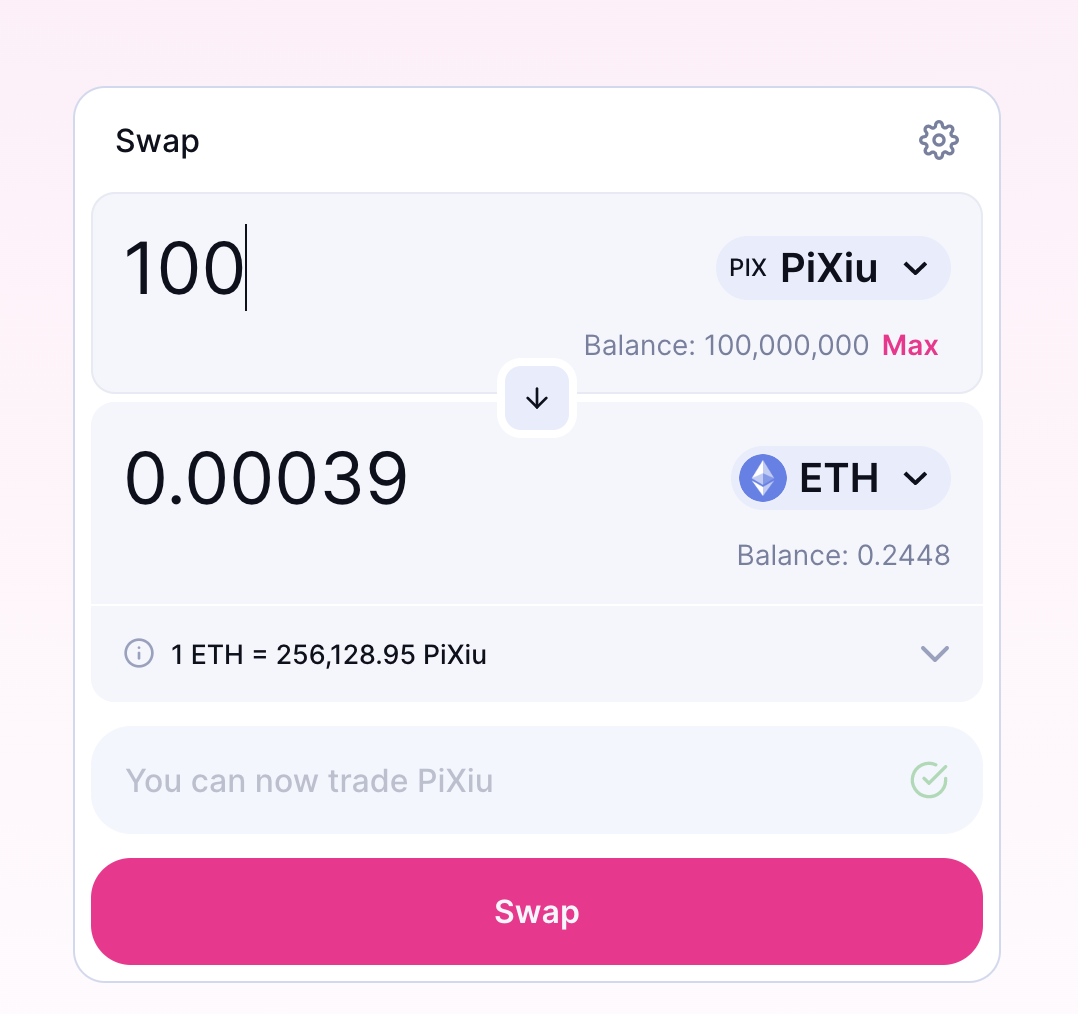 Swap
100
PIX PiXiu
Balance: 100,000,000 Max
0.00039
ETH
Balance: 0.2448
1 ETH = 256,128.95 PiXiu
You can now trade PiXiu
Swap